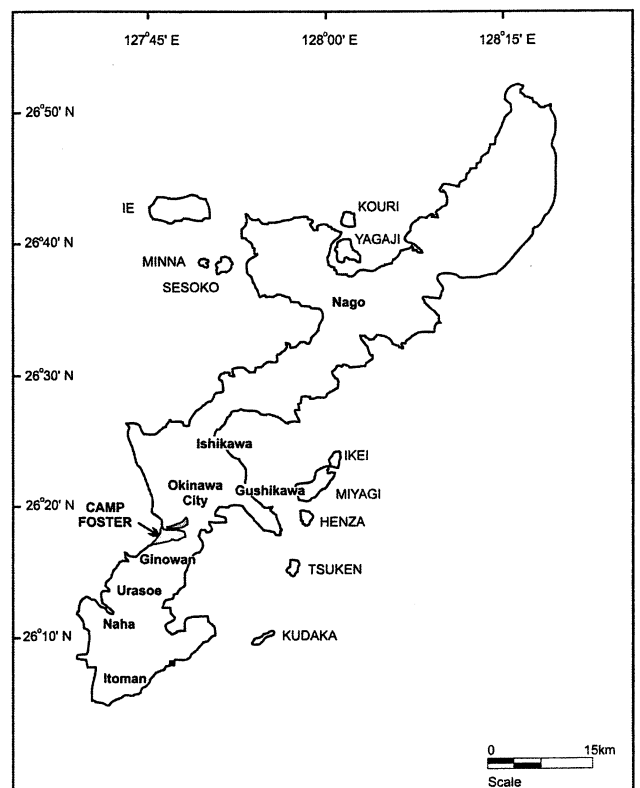 127°45' E
128°00' E
128°15' E
26°50' N
IE
KOURI
26°40' N
YAGAJI
MINNA
SESOKO
Nago
26°30' N
Ishikawa
IKEI
Okinawa
City
Gushikawa
MIYAGI
26°20' N
CAMP
FOSTER
HENZA
Ginowan
TSUKEN
Urasoe
Naha
26°10' N
KUDAKA
Itoman
0
15km
Scale